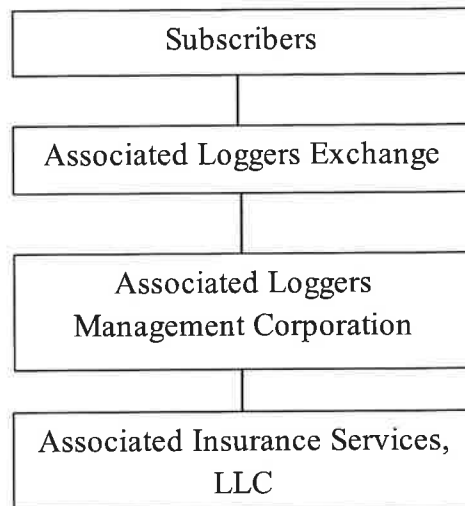 Subscribers
Associated Loggers Exchange
Associated Loggers
Management Corporation
Associated Insurance Services,
LLC